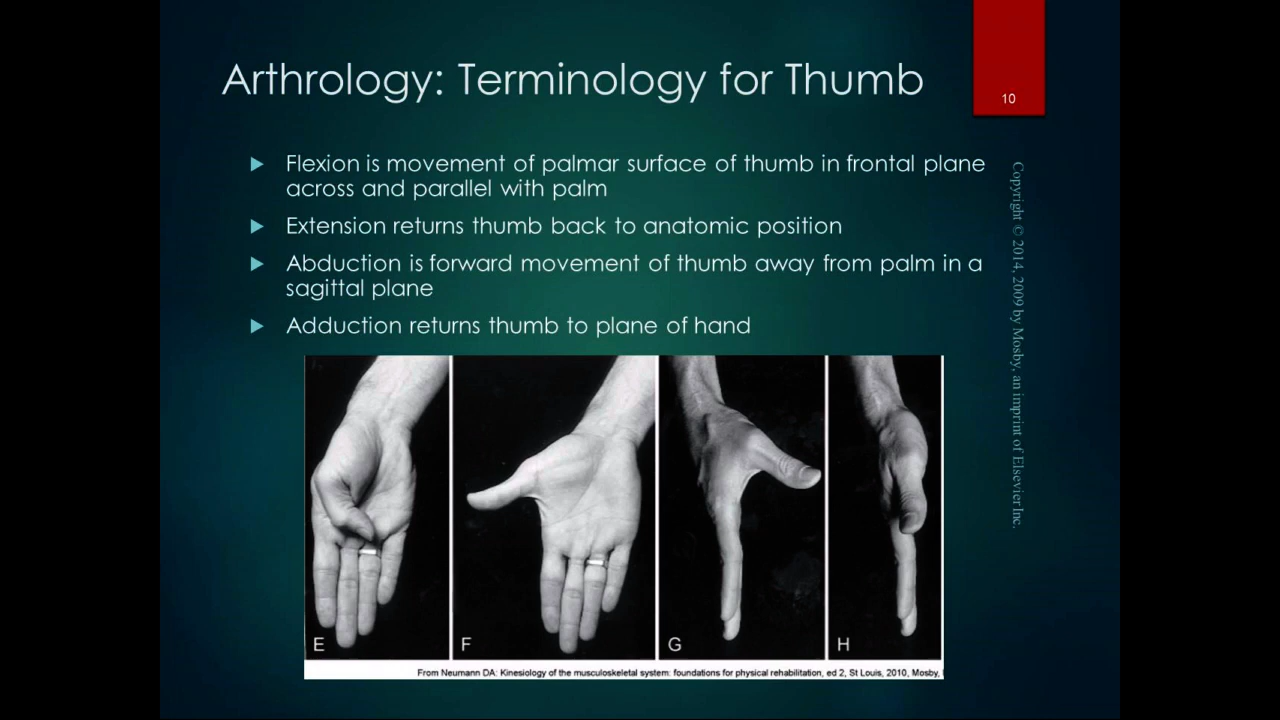 Arthrology: Terminology for Thumb
10
Flexion is movement of palmar surface of thumb in frontal plane
across and parallel with palm
Extension returns thumb back to anatomic position
Abduction is forward movement of thumb away from palm in a
sagittal plane
Adduction returns thumb to plane of hand
E
F
G
H
From Neumann DA: Kinesiology of the musculoskeletal system: foundations for physical rehabilitation, ed 2, St Louis, 2010, Mosby,
Copyright © 2014, 2009 by Mosby, an imprint of Elsevier Inc.